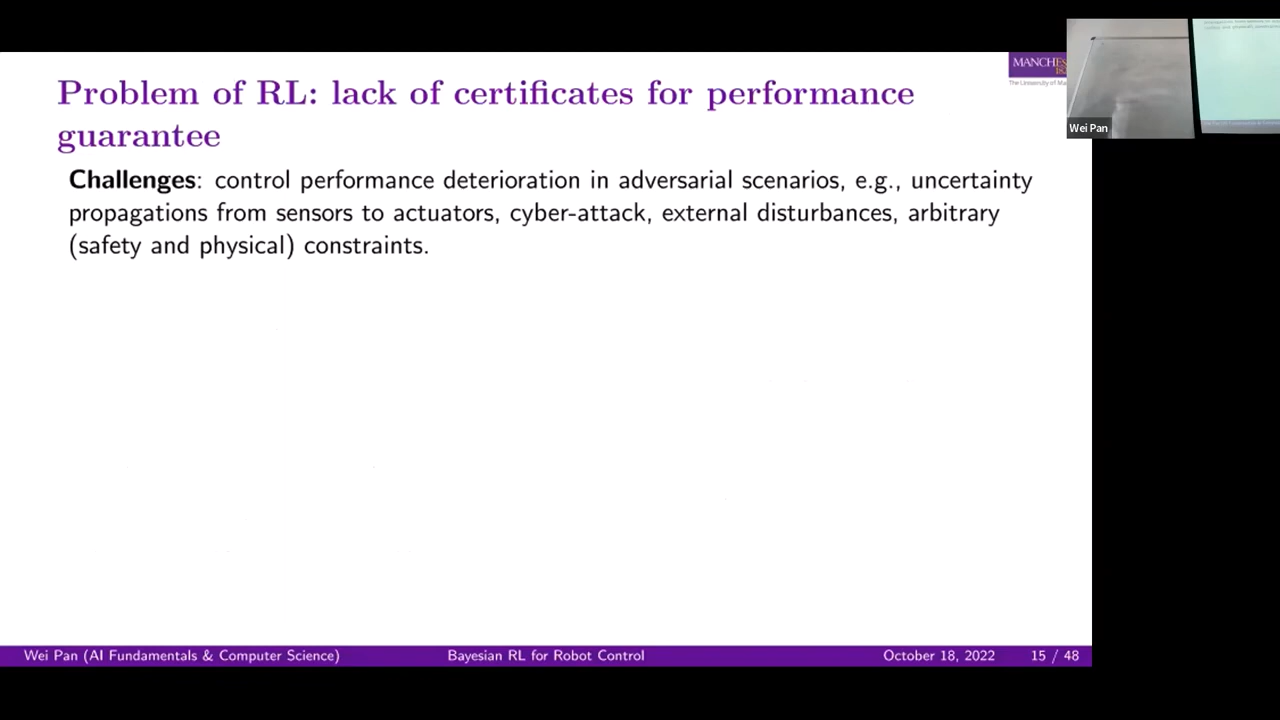 Problem of RL: lack of certificates for performance
guarantee
Challenges: control performance deterioration in adversarial scenarios, e.g., uncertainty
propagations from sensors to actuators, cyber-attack, external disturbances, arbitrary
(safety and physical) constraints.
MANCHES
The University of Ma
Wei Pan
Wei Pan (AI Fundamentals & Computer Science) Bayesian RL for Robot Control October 18, 2022 15 / 48